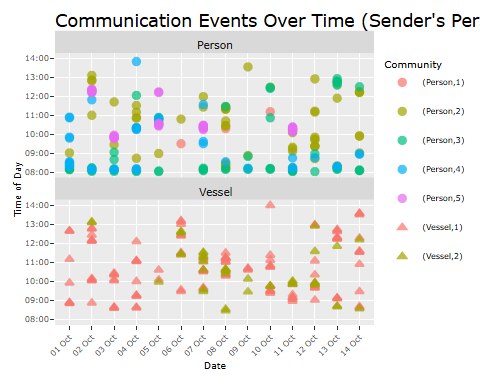 Communication Events Over Time (Sender's Per
Person
14:00
13:00
12:00
11:00
10:00
09:00
08:00
Vessel
14:00
13:00
12:00
11:00
10:00
09:00
08:00
Time of Day
01 Oct
02 Oct
03 Oct
04 Oct
05 Oct
06 Oct
07 Oct
08 Oct
09 Oct
10 Oct
11 Oct
12 Oct
13 Oct
14 Oct
Date
Community
(Person,1)
(Person,2)
(Person,3)
(Person,4)
(Person,5)
(Vessel,1)
(Vessel,2)